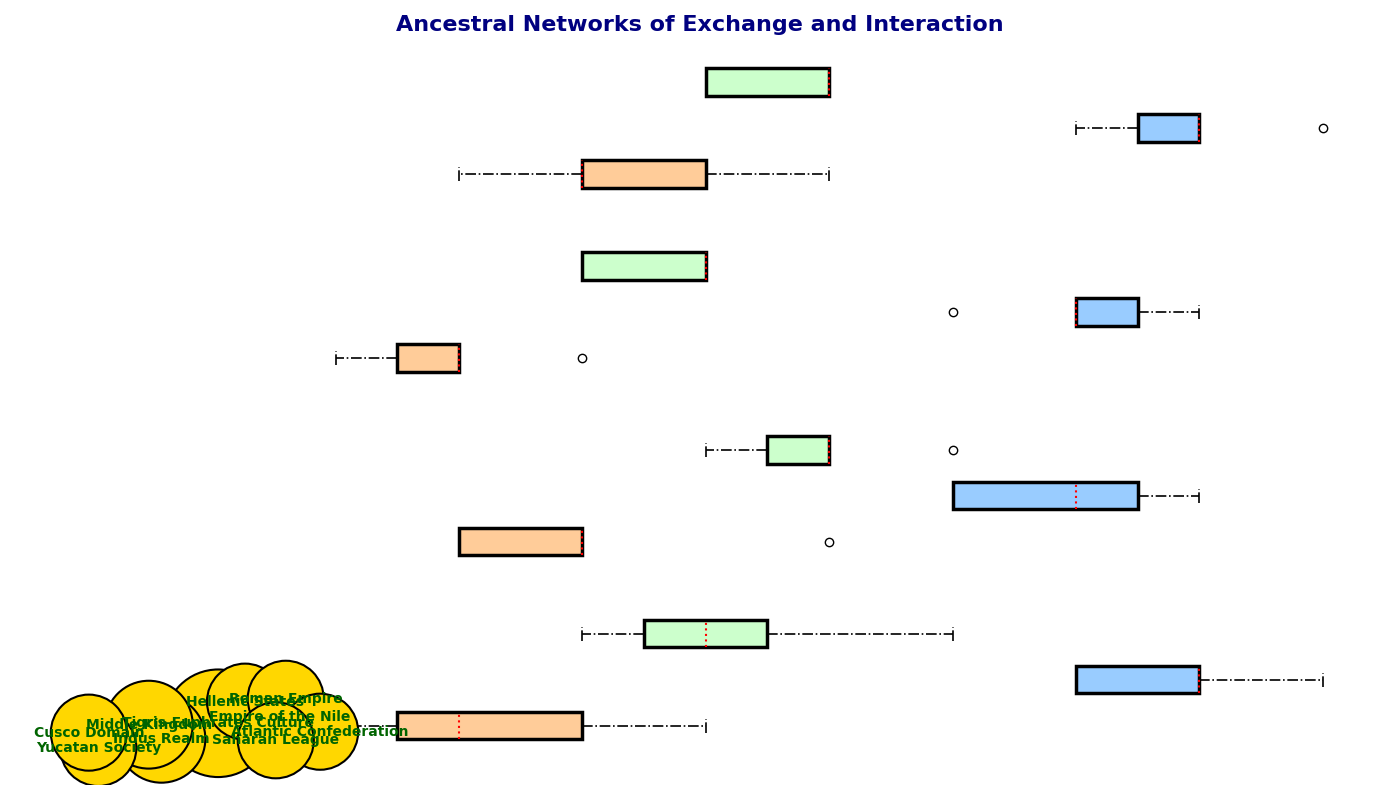 Ancestral Networks of Exchange and Interaction
Roman Empire
Hellenic States
Empire of the Nile
Tigris-Euphrates Culture
Middle Kingdom
Atlantic Confederation
Cusco Domain
Indus Realm
Saharan League
Yucatan Society